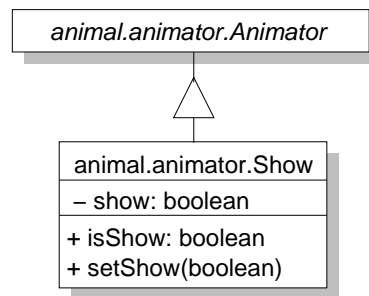 animal.animator.Animator
animal.animator.Show
– show: boolean
+ isShow: boolean
+ setShow(boolean)